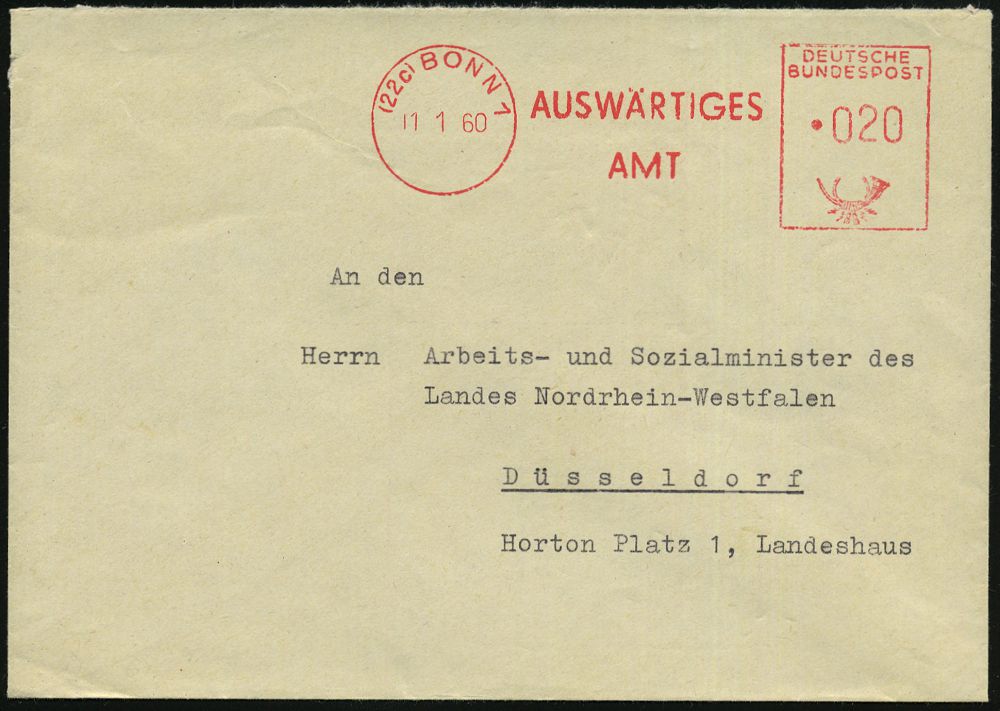 (22c) BONN 1
11 1 60
AUSWÄRTIGES
AMT
DEUTSCHE
BUNDESPOST
020
An den
Herrn Arbeits- und Sozialminister des
Landes Nordrhein-Westfalen
Düsseldorf
Horton Platz 1, Landeshaus